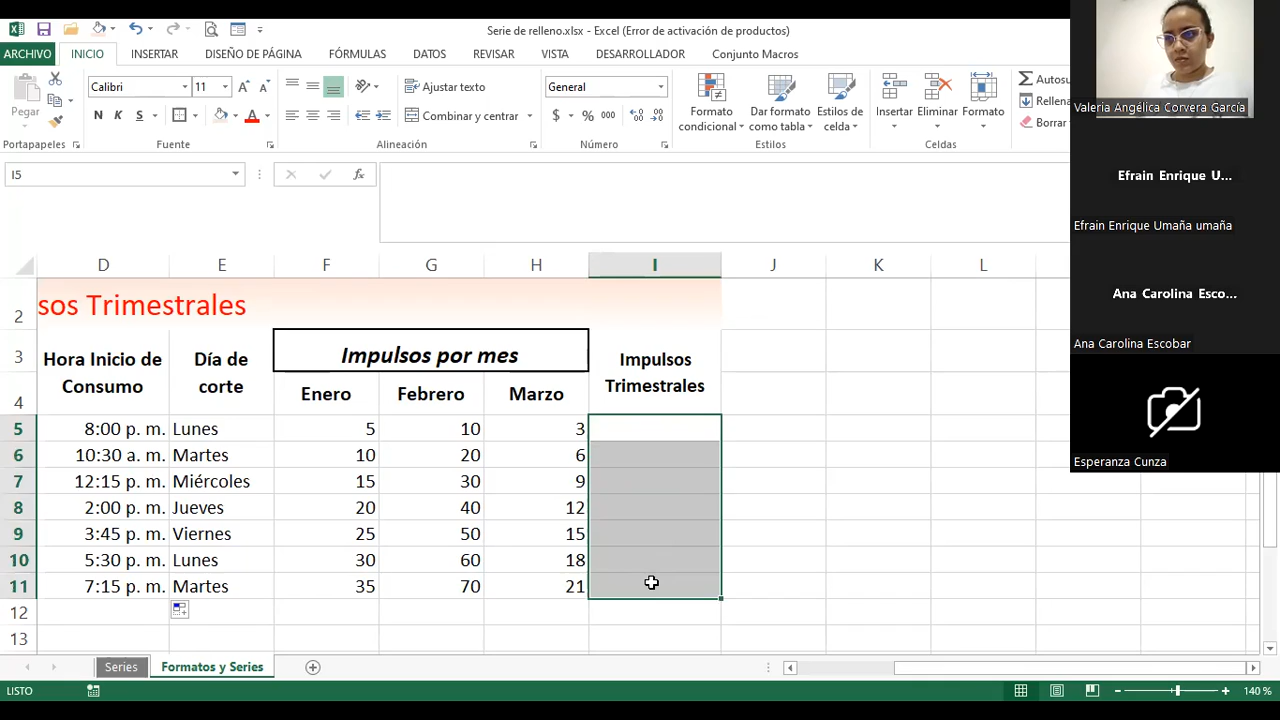 Serie de relleno.xlsx - Excel (Error de activación de productos)
ARCHIVO INICIO INSERTAR DISEÑO DE PÁGINA FÓRMULAS DATOS REVISAR VISTA DESARROLLADOR Conjunto Macros
Calibri 11 Ajustar texto General
Pegar N K S A Combinar y centrar $ % 000 Formato condicional Dar formato como tabla Estilos de celda Insertar Eliminar Formato Autosu Rellena Borrar
Portapapeles Fuente Alineación Número Estilos Celdas
I5 fx
D E F G H I J K L
2 sos Trimestrales
3 Hora Inicio de Consumo Día de corte Impulsos por mes Impulsos Trimestrales
4 Enero Febrero Marzo
5 8:00 p. m. Lunes 5 10 3
6 10:30 a. m. Martes 10 20 6
7 12:15 p. m. Miércoles 15 30 9
8 2:00 p. m. Jueves 20 40 12
9 3:45 p. m. Viernes 25 50 15
10 5:30 p. m. Lunes 30 60 18
11 7:15 p. m. Martes 35 70 21
12
13
Series Formatos y Series
LISTO 140 %
Valeria Angélica Corvera García
Efrain Enrique U...
Efrain Enrique Umaña umaña
Ana Carolina Esco...
Ana Carolina Escobar
Esperanza Cunza